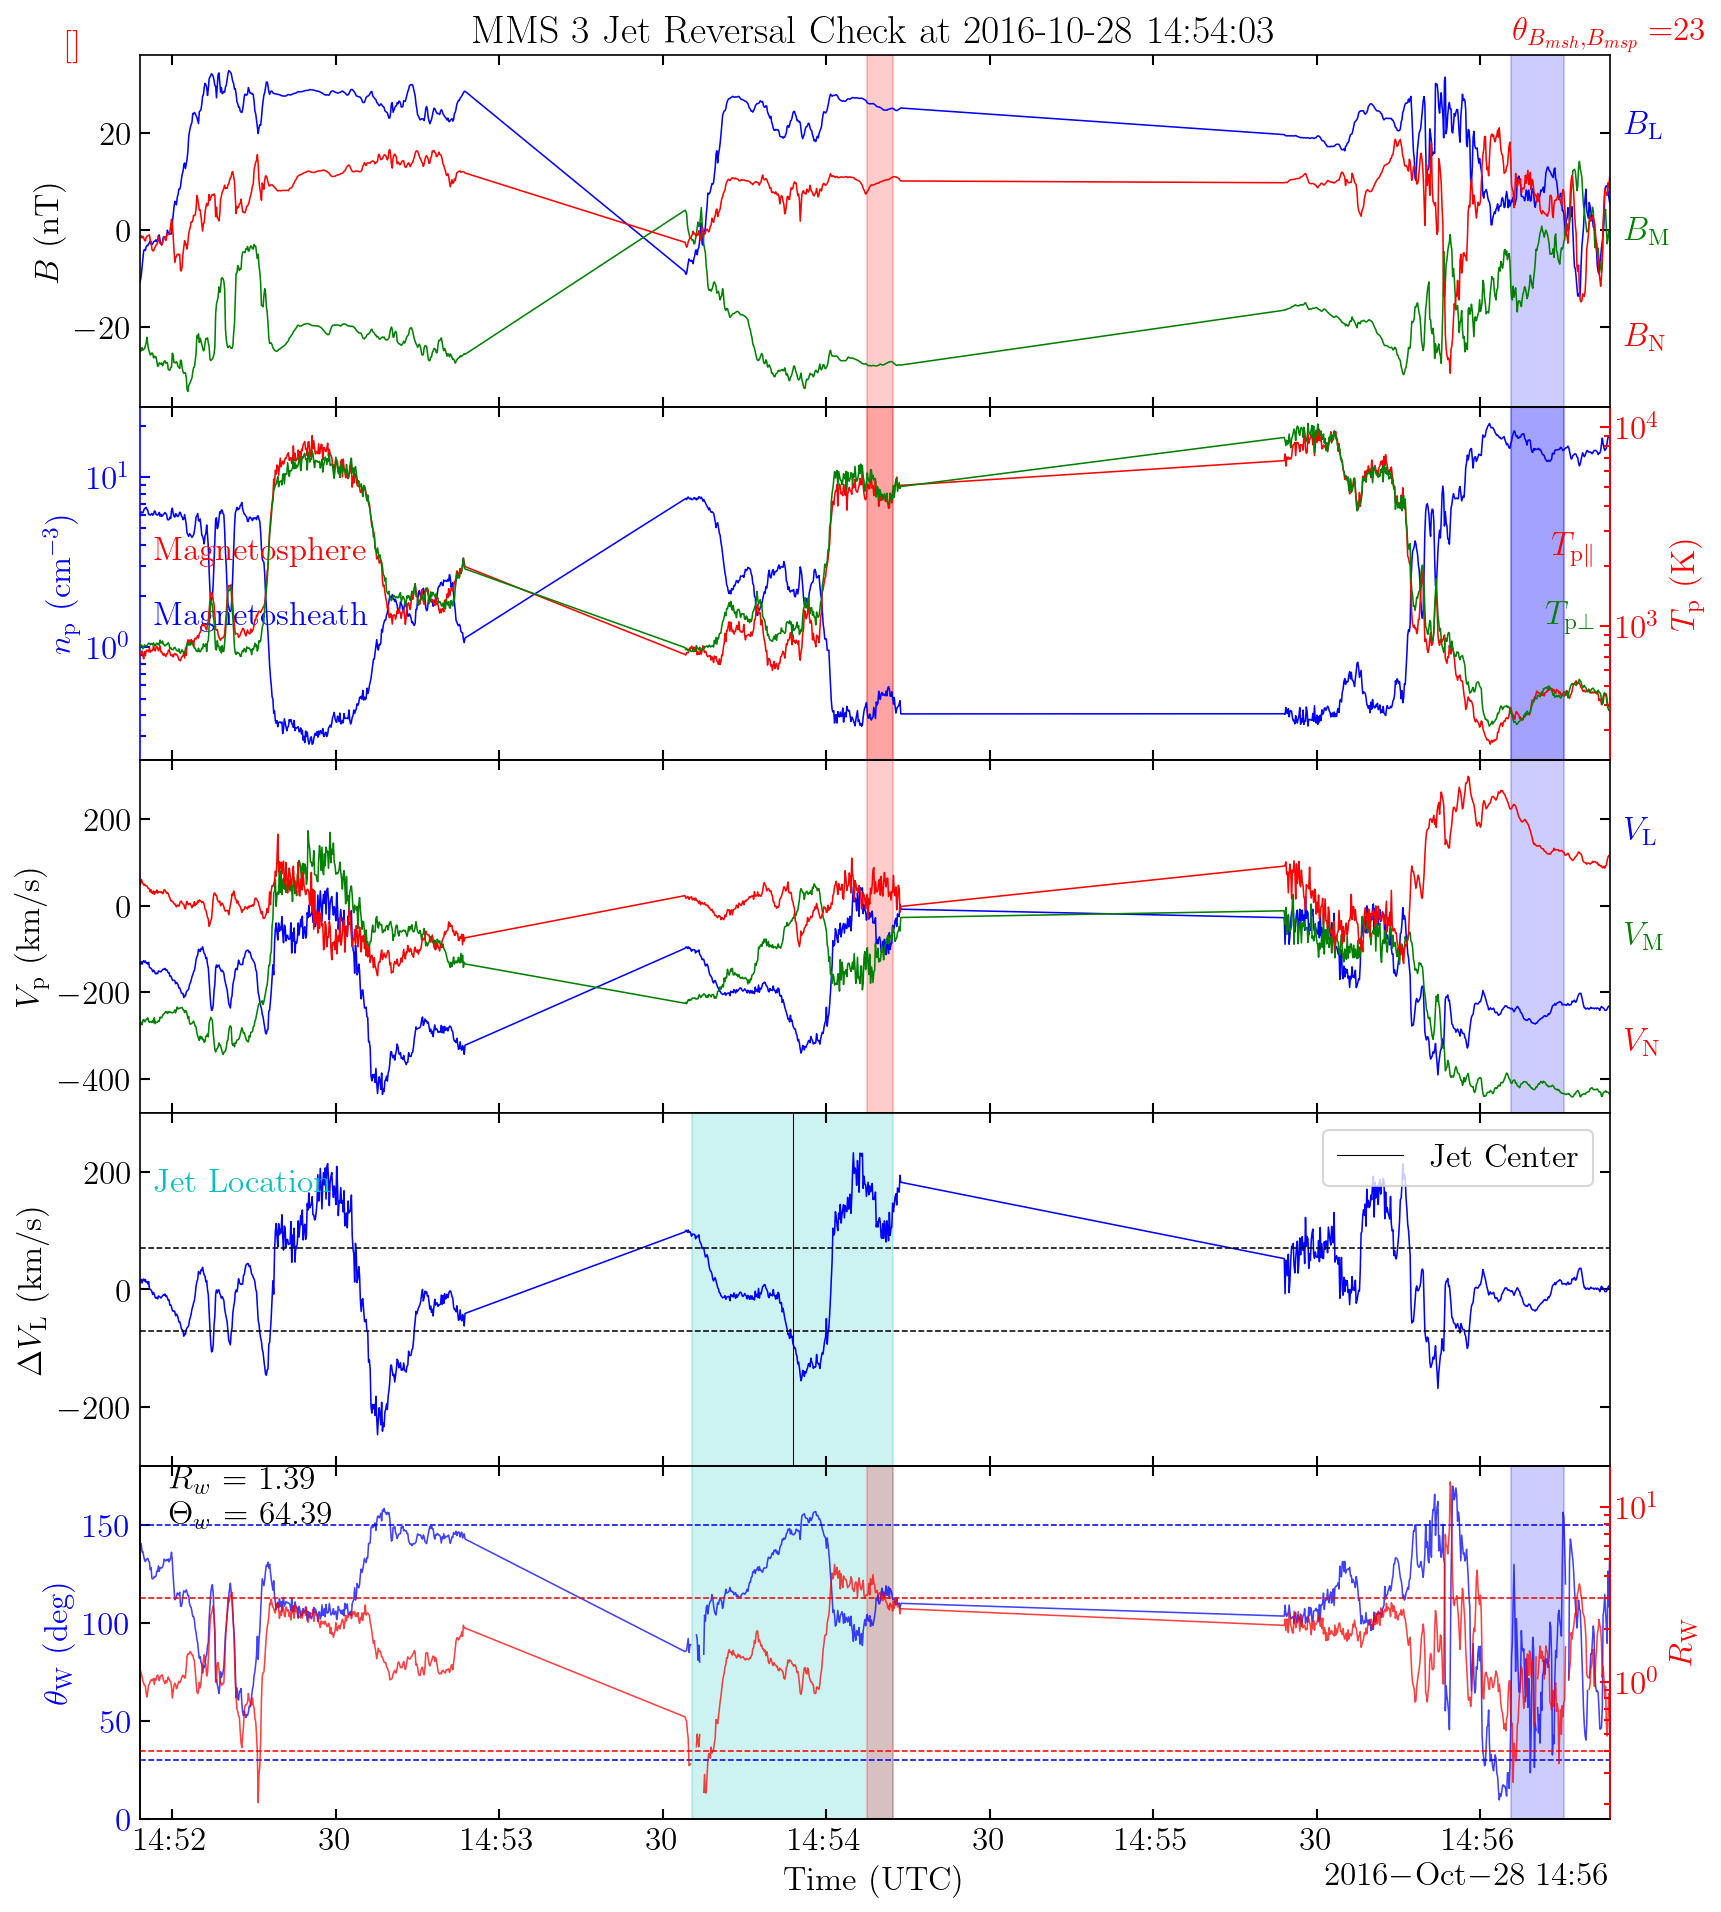 MMS 3 Jet Reversal Check at 2016-10-28 14:54:03
θ_{B_{msh},B_{msp}} =23
[]
20
0
−20
B (nT)
B_L
B_M
B_N
10^1
10^0
n_p (cm^{−3})
Magnetosphere
Magnetosheath
10^4
10^3
T_{p∥}
T_{p⊥}
T_p (K)
200
0
−200
−400
V_p (km/s)
V_L
V_M
V_N
200
0
−200
ΔV_L (km/s)
Jet Location
Jet Center
R_w = 1.39
Θ_w = 64.39
150
100
50
0
θ_W (deg)
10^1
10^0
R_W
14:52 30 14:53 30 14:54 30 14:55 30 14:56
Time (UTC)
2016−Oct−28 14:56